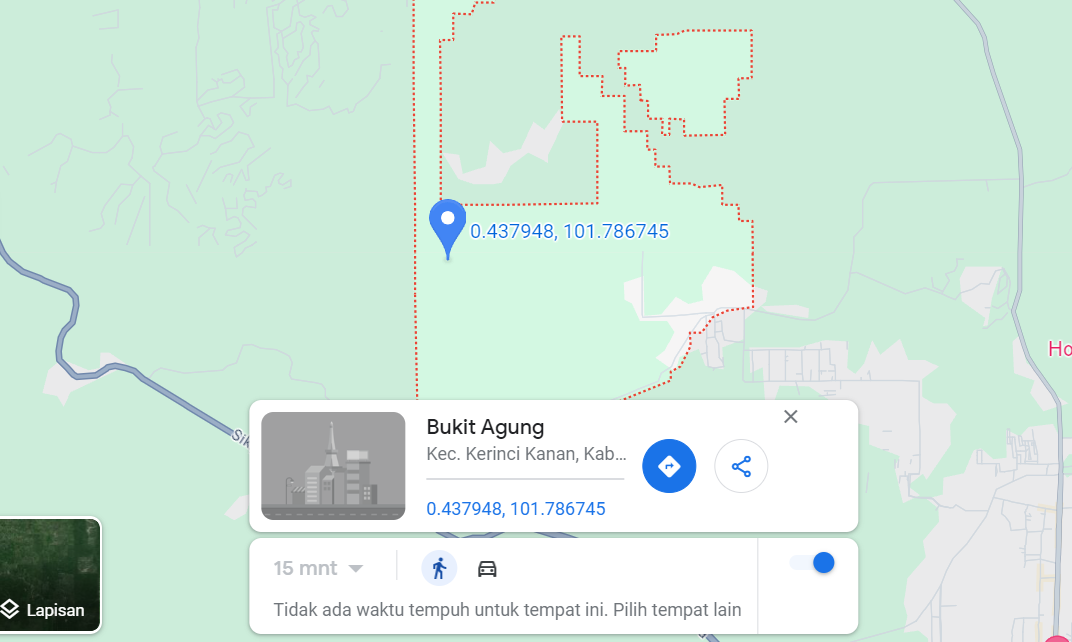 0.437948, 101.786745
Ho
Sik
Bukit Agung
Kec. Kerinci Kanan, Kab...
0.437948, 101.786745
15 mnt
Tidak ada waktu tempuh untuk tempat ini. Pilih tempat lain
Lapisan